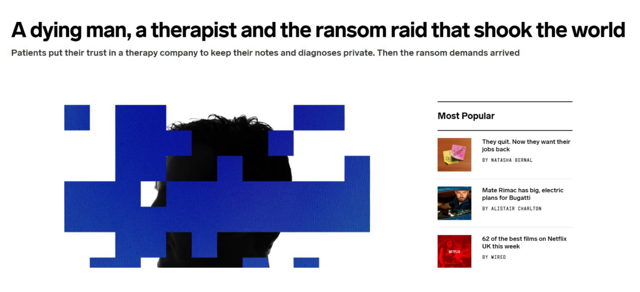 A dying man, a therapist and the ransom raid that shook the world
Patients put their trust in a therapy company to keep their notes and diagnoses private. Then the ransom demands arrived
Most Popular
They quit. Now they want their
jobs back
BY NATASHA BERNAL
Mate Rimac has big, electric
plans for Bugatti
BY ALISTAIR CHARLTON
62 of the best films on Netflix
UK this week
BY WIRED